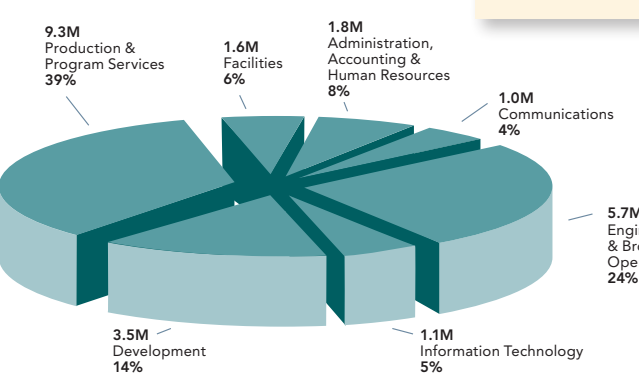 9.3M
Production &
Program Services
39%
1.6M
Facilities
6%
1.8M
Administration,
Accounting &
Human Resources
8%
1.0M
Communications
4%
5.7M
& 
24%
3.5M
Development
14%
1.1M
Information Technology
5%